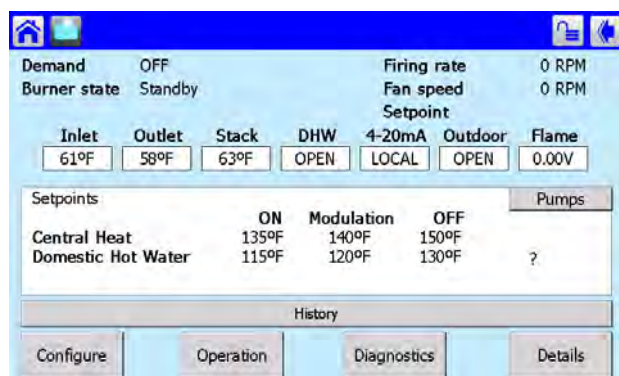 Demand OFF Firing rate 0 RPM
Burner state Standby Fan speed 0 RPM
Setpoint
Inlet Outlet Stack DHW 4-20mA Outdoor Flame
61ºF 58ºF 63ºF OPEN LOCAL OPEN 0.00V
Setpoints Pumps
ON Modulation OFF
Central Heat 135ºF 140ºF 150ºF
Domestic Hot Water 115ºF 120ºF 130ºF ?
History
Configure Operation Diagnostics Details